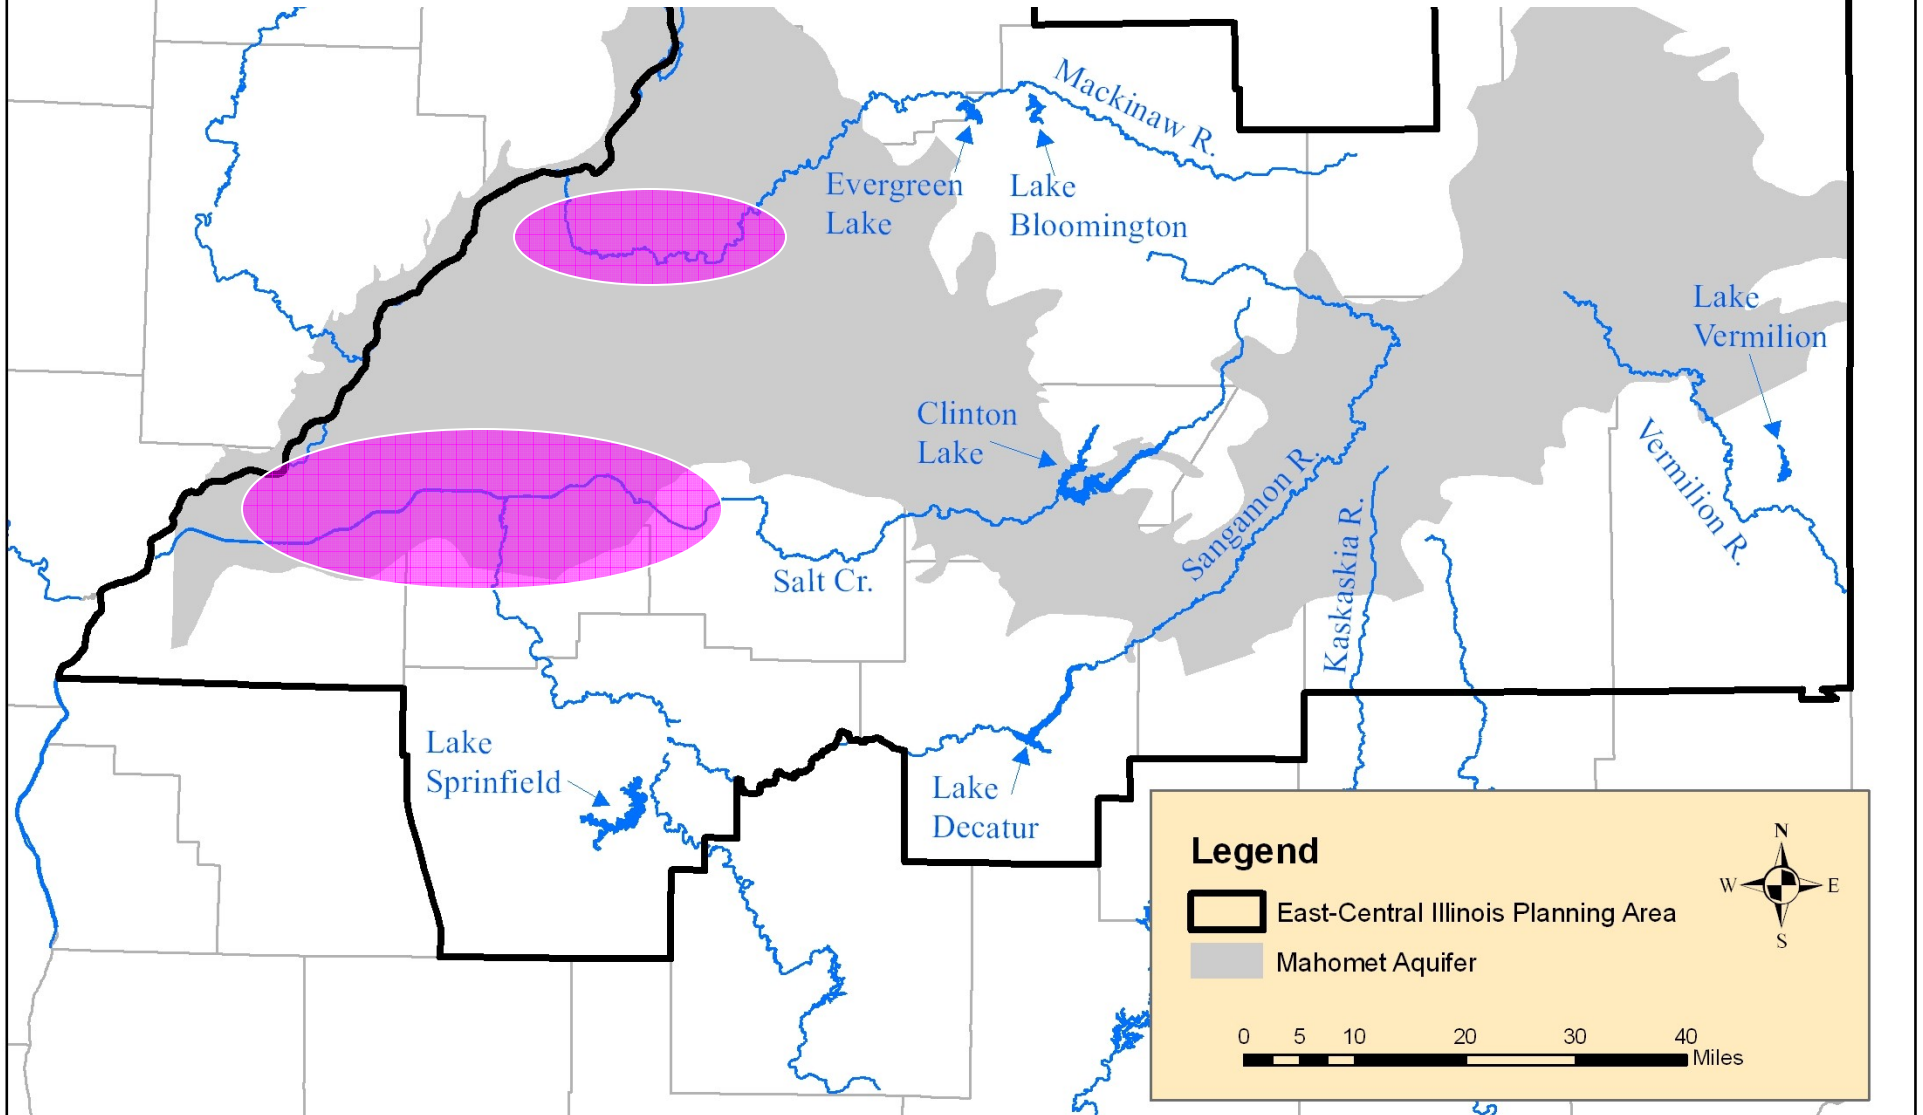 Mackinaw R.
Evergreen
Lake
Lake
Bloomington
Lake
Vermilion
Clinton
Lake
Sangamon R.
Kaskaskia R.
Vermilion R.
Salt Cr.
Lake
Sprinfield
Lake
Decatur
Legend
East-Central Illinois Planning Area
Mahomet Aquifer
N
W E
S
0 5 10 20 30 40
Miles